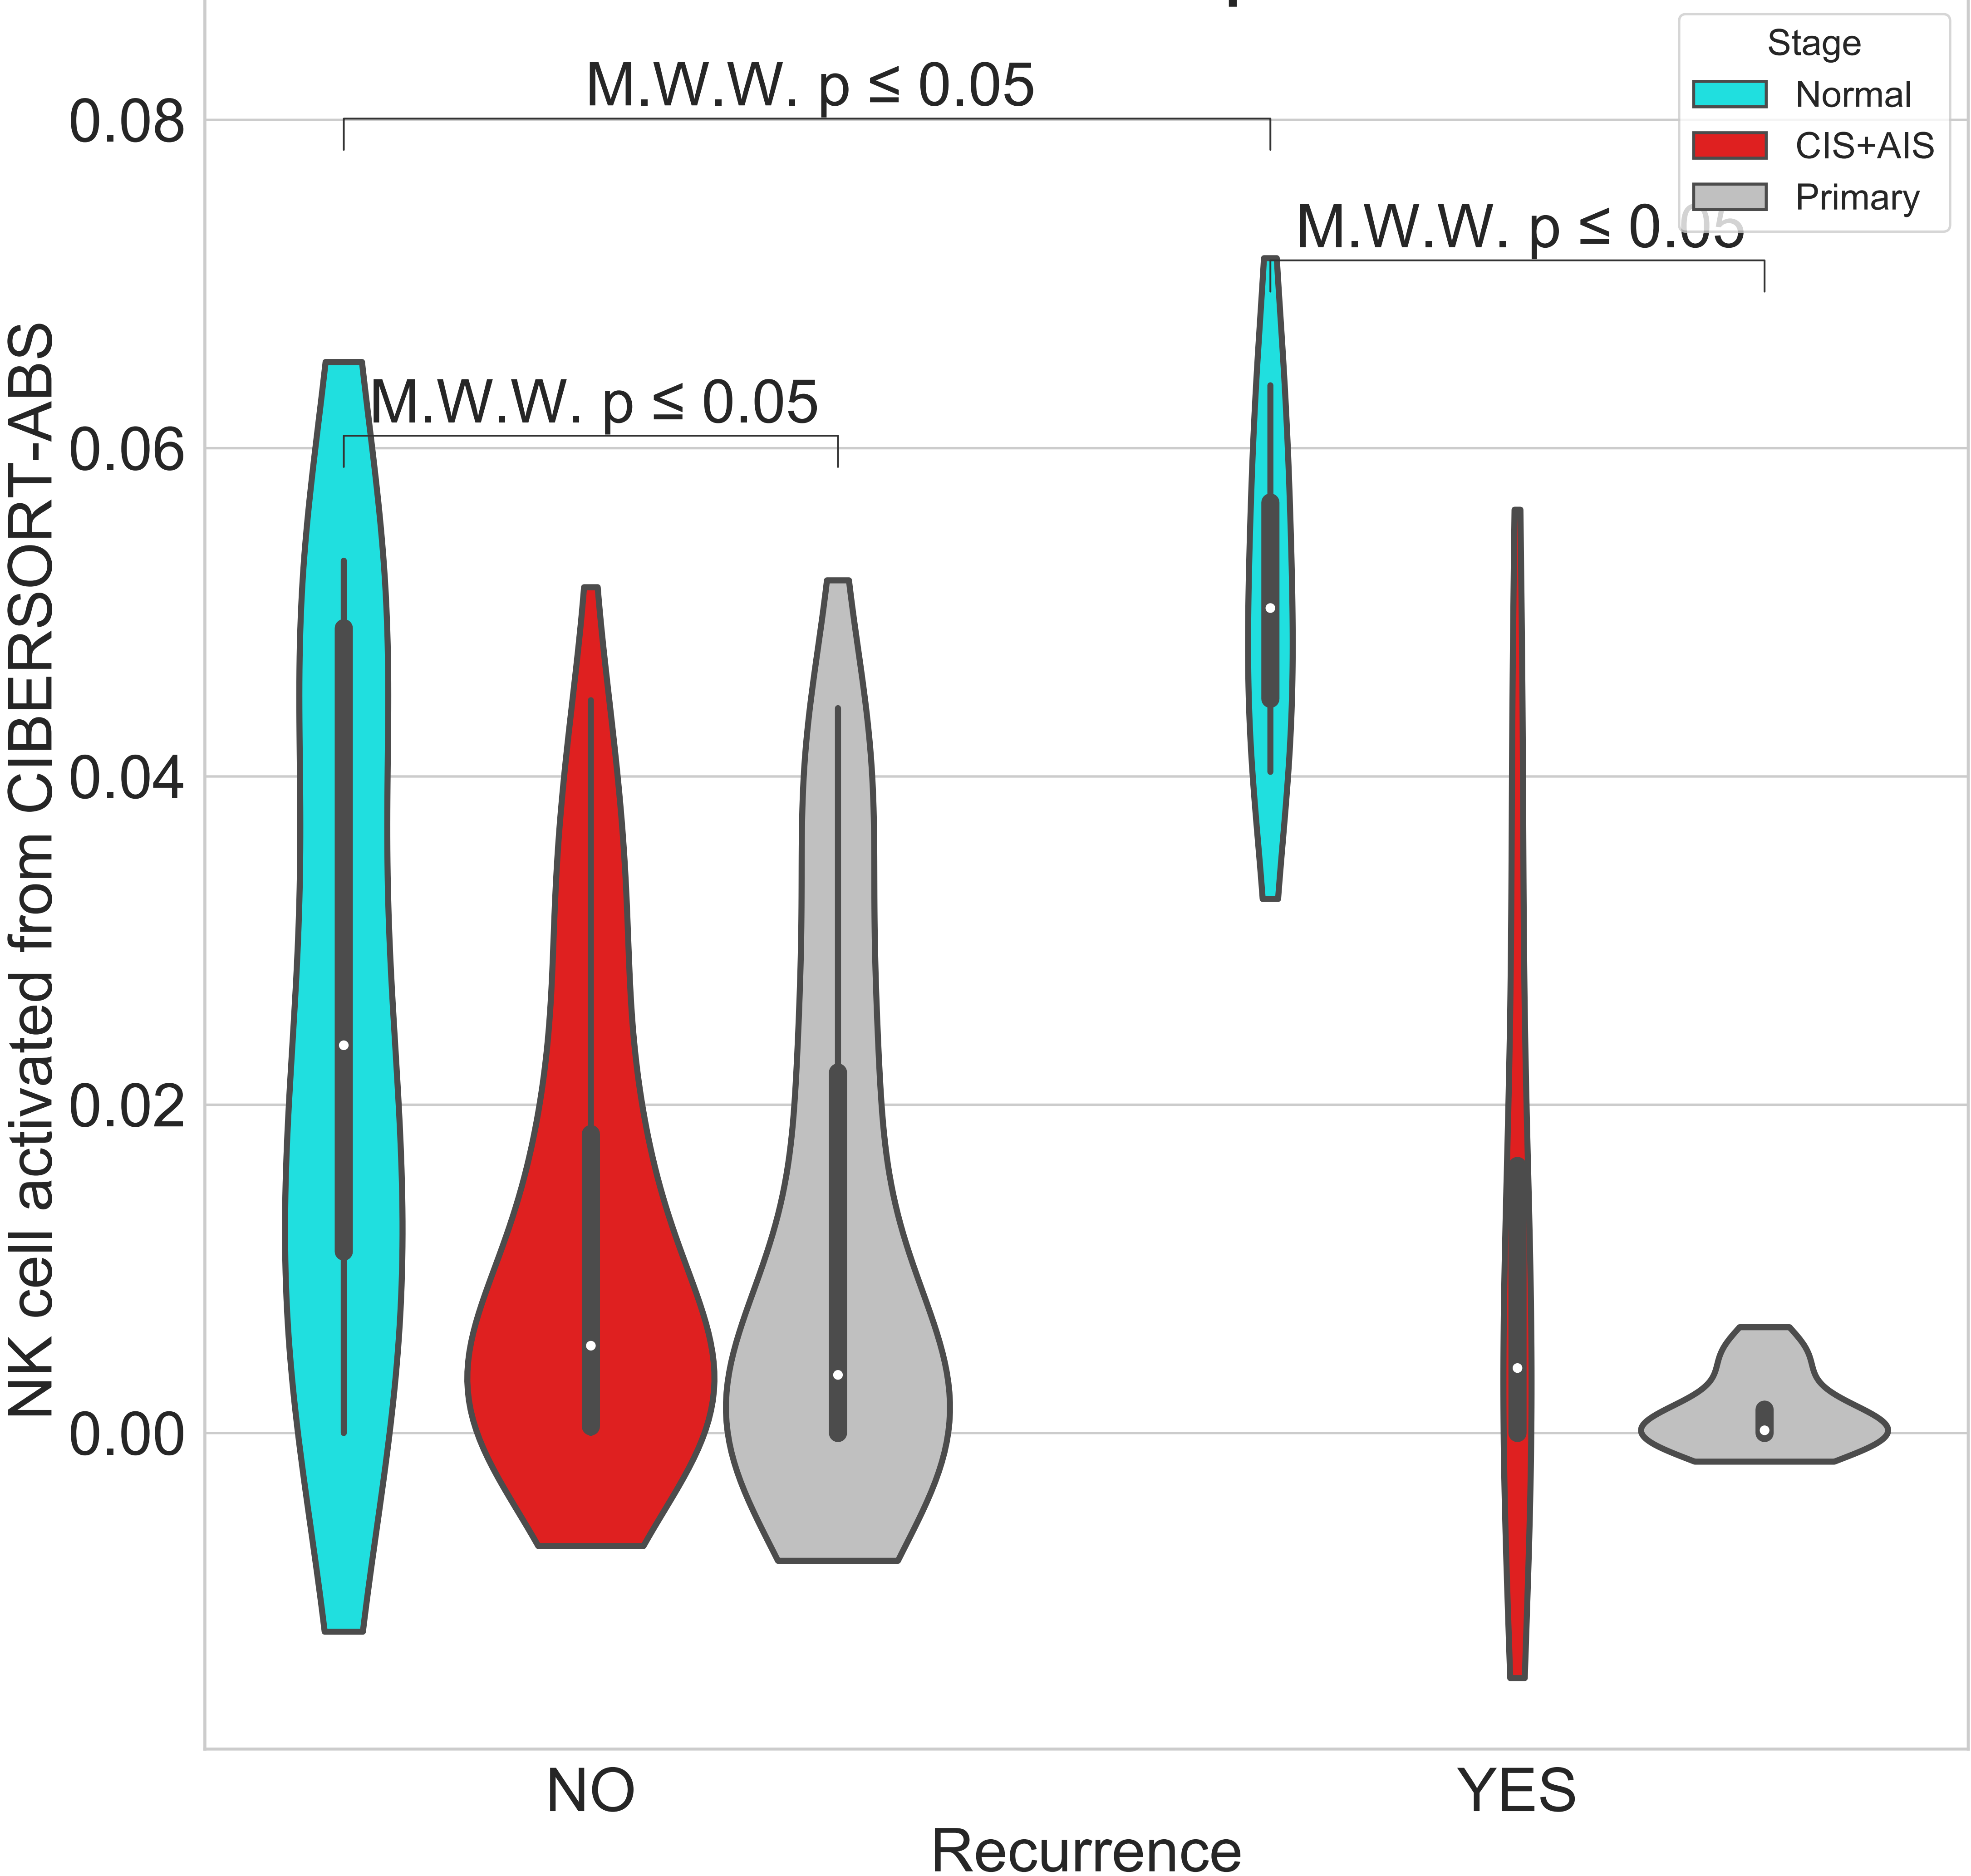 M.W.W. p ≤ 0.05
Stage
Normal
CIS+AIS
Primary
M.W.W. p ≤ 0.05
M.W.W. p ≤ 0.05
NK cell activated from CIBERSORT-ABS
0.08
0.06
0.04
0.02
0.00
NO
YES
Recurrence